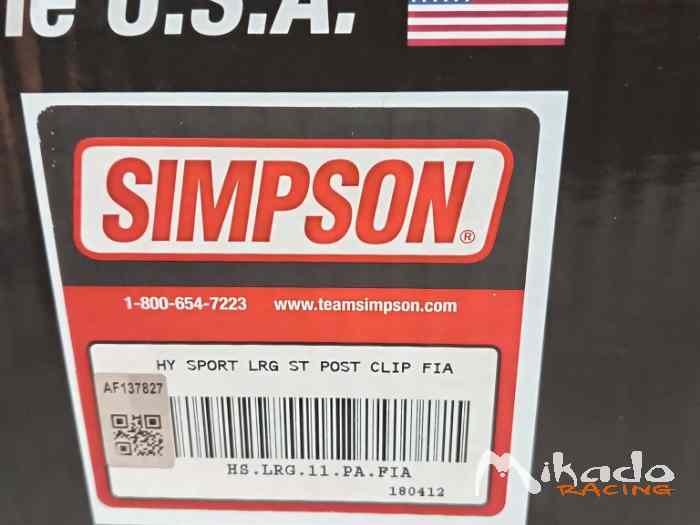 U.S.A.
SIMPSON®
1-800-654-7223 www.teamsimpson.com
HY SPORT LRG ST POST CLIP FIA
AF137827
HS.LRG.11.PA.FIA
180412
Mikado
RACING